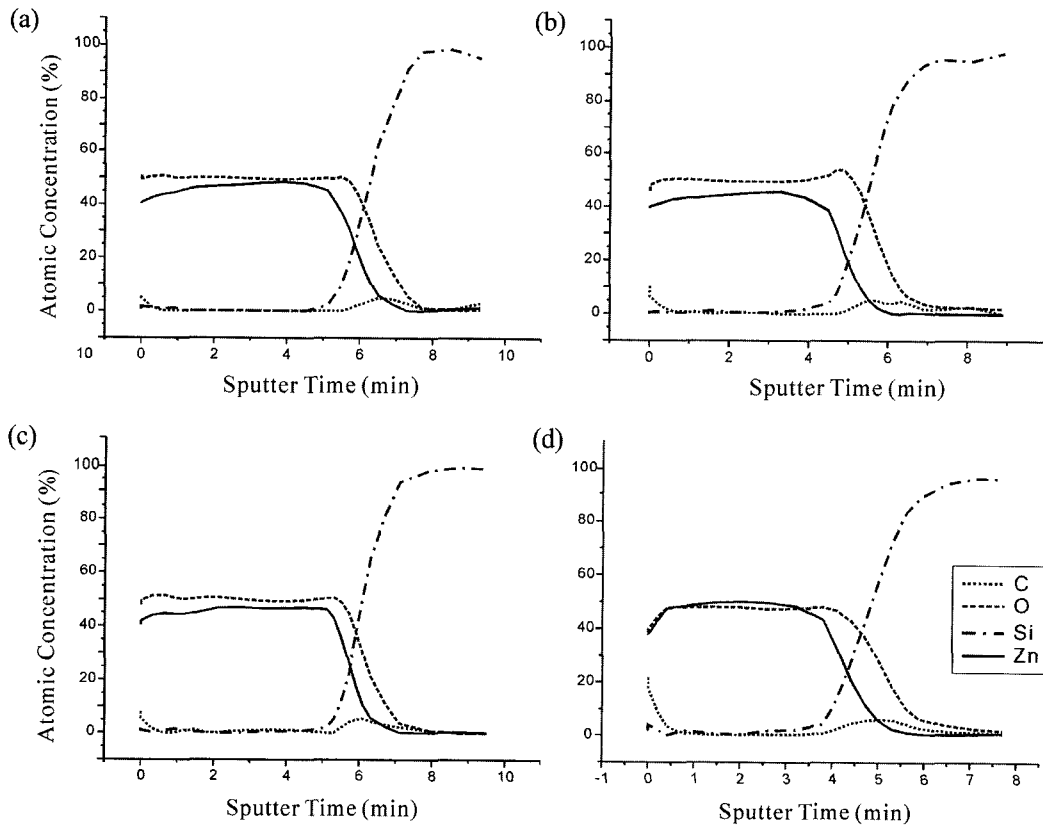 (a)
Atomic Concentration (%)
100
80
60
40
20
0
10
0 2 4 6 8 10
Sputter Time (min)
(b)
100
80
60
40
20
0
0 2 4 6 8
Sputter Time (min)
(c)
Atomic Concentration (%)
100
80
60
40
20
0
0 2 4 6 8 10
Sputter Time (min)
(d)
100
80
60
40
20
0
-1 0 1 2 3 4 5 6 7 8
Sputter Time (min)
C
O
Si
Zn